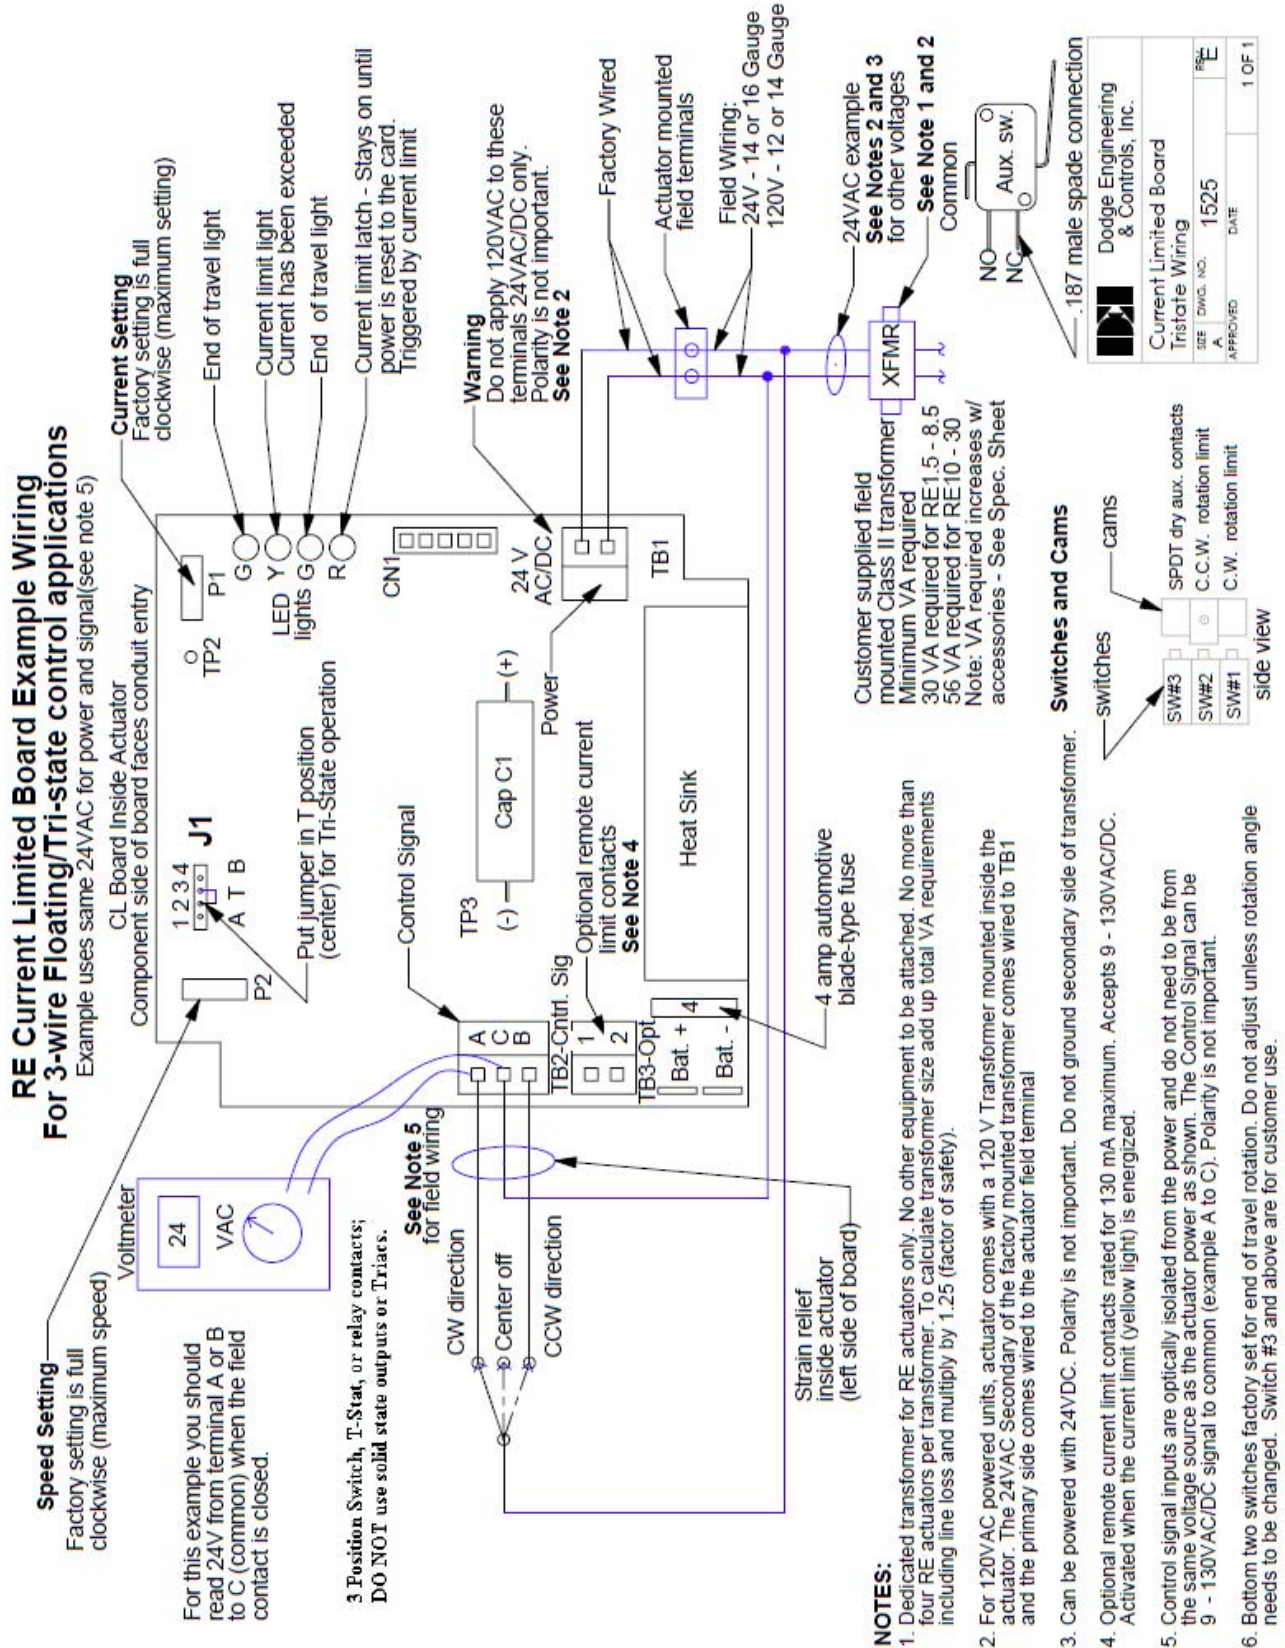 RE Current Limited Board Example Wiring
For 3-wire Floating/Tri-state control applications
Example uses same 24VAC for power and signal(see note 5)
Speed Setting
Factory setting is full
clockwise (maximum speed)
CL Board Inside Actuator
Component side of board faces conduit entry
Current Setting
Factory setting is full
clockwise (maximum setting)
Voltmeter
24
VAC
For this example you should
read 24V from terminal A or B
to C (common) when the field
contact is closed.
P2
1 2 3 4
J1
A T B
Put jumper in T position
(center) for Tri-State operation
TP2
P1
G
Y
G
R
LED
lights
End of travel light
Current limit light
Current has been exceeded
End of travel light
Current limit latch - Stays on until
power is reset to the card.
Triggered by current limit
CN1
3 Position Switch, T-Stat, or relay contacts;
DO NOT use solid state outputs or Triacs.
See Note 5
for field wiring
Control Signal
TP3
(-)
Cap C1
(+)
Power
24 V
AC/DC
TB1
Warning
Do not apply 120VAC to these
terminals 24VAC/DC only.
Polarity is not important.
See Note 2
CW direction
Center off
CCW direction
A
C
B
TB2-Cntrl. Sig
1
2
TB3-Opt
Optional remote current
limit contacts
See Note 4
Bat. +
Bat. -
4
Heat Sink
4 amp automotive
blade-type fuse
Strain relief
inside actuator
(left side of board)
Factory Wired
Actuator mounted
field terminals
Field Wiring:
24V - 14 or 16 Gauge
120V - 12 or 14 Gauge
24VAC example
See Notes 2 and 3
for other voltages
See Note 1 and 2
XFMR
Customer supplied field
mounted Class II transformer
Minimum VA required
30 VA required for RE1.5 - 8.5
56 VA required for RE10 - 30
Note: VA required increases w/
accessories - See Spec. Sheet
Common
NO
NC
Aux. SW.
.187 male spade connection
NOTES:
1. Dedicated transformer for RE actuators only. No other equipment to be attached. No more than
four RE actuators per transformer. To calculate transformer size add up total VA requirements
including line loss and multiply by 1.25 (factor of safety).
2. For 120VAC powered units, actuator comes with a 120 V Transformer mounted inside the
actuator. The 24VAC Secondary of the factory mounted transformer comes wired to TB1
and the primary side comes wired to the actuator field terminal
3. Can be powered with 24VDC. Polarity is not important. Do not ground secondary side of transformer.
4. Optional remote current limit contacts rated for 130 mA maximum. Accepts 9 - 130VAC/DC.
Activated when the current limit (yellow light) is energized.
5. Control signal inputs are optically isolated from the power and do not need to be from
the same voltage source as the actuator power as shown. The Control Signal can be
9 - 130VAC/DC signal to common (example A to C). Polarity is not important.
6. Bottom two switches factory set for end of travel rotation. Do not adjust unless rotation angle
needs to be changed. Switch #3 and above are for customer use.
Switches and Cams
switches
cams
SW#3
SPDT dry aux. contacts
SW#2
C.C.W. rotation limit
SW#1
C.W. rotation limit
side view
Dodge Engineering
& Controls, Inc.
Current Limited Board
Tristate Wiring
SIZE
A
DWG. NO.
1525
REV
E
APPROVED
DATE
1 OF 1